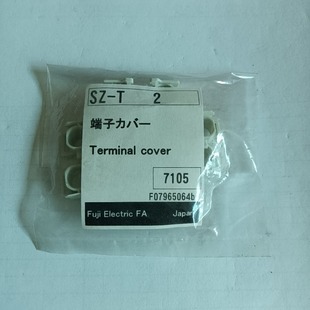 SZ-T 2
端子カバー
Terminal cover
7105
F07965064b
Fuji Electric FA Japan